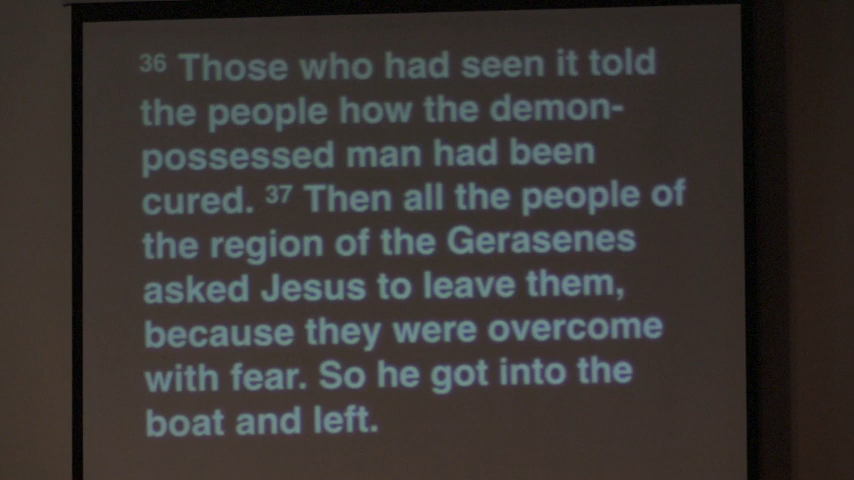 36 Those who had seen it told
the people how the demon-
possessed man had been
cured. 37 Then all the people of
the region of the Gerasenes
asked Jesus to leave them,
because they were overcome
with fear. So he got into the
boat and left.